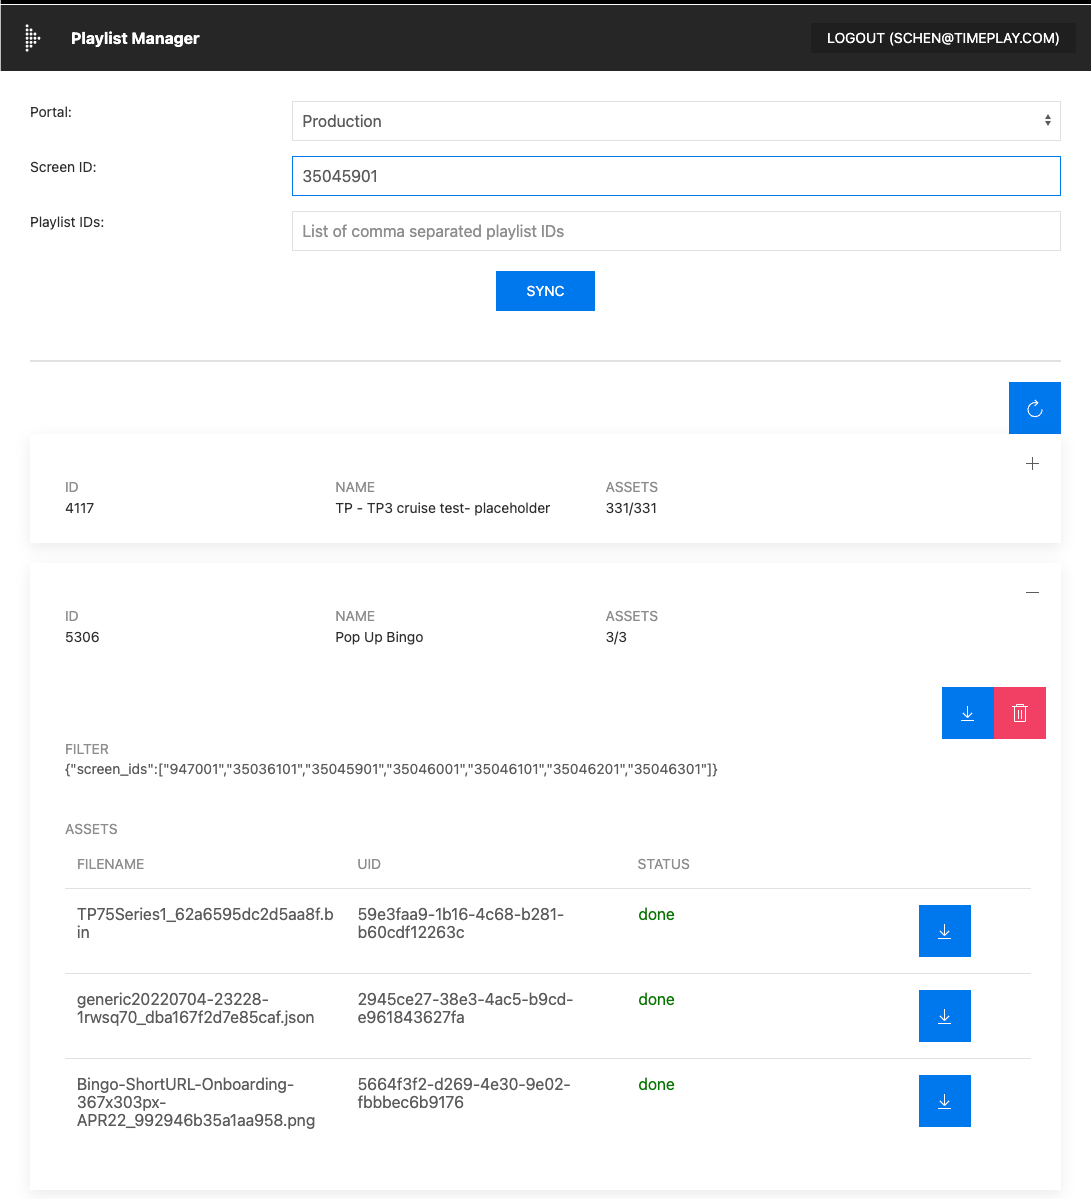 Playlist Manager
LOGOUT (SCHEN@TIMEPLAY.COM)
Portal:
Production
Screen ID:
35045901
Playlist IDs:
List of comma separated playlist IDs
SYNC
ID
NAME
ASSETS
4117
TP - TP3 cruise test- placeholder
331/331
ID
NAME
ASSETS
5306
Pop Up Bingo
3/3
FILTER
{"screen_ids":["947001","35036101","35045901","35046001","35046101","35046201","35046301"]}
ASSETS
FILENAME
UID
STATUS
TP75Series1_62a6595dc2d5aa8f.b
in
59e3faa9-1b16-4c68-b281-
b60cdf12263c
done
generic20220704-23228-
1rwsq70_dba167f2d7e85caf.json
2945ce27-38e3-4ac5-b9cd-
e961843627fa
done
Bingo-ShortURL-Onboarding-
367x303px-
APR22_992946b35a1aa958.png
5664f3f2-d269-4e30-9e02-
fbbbec6b9176
done